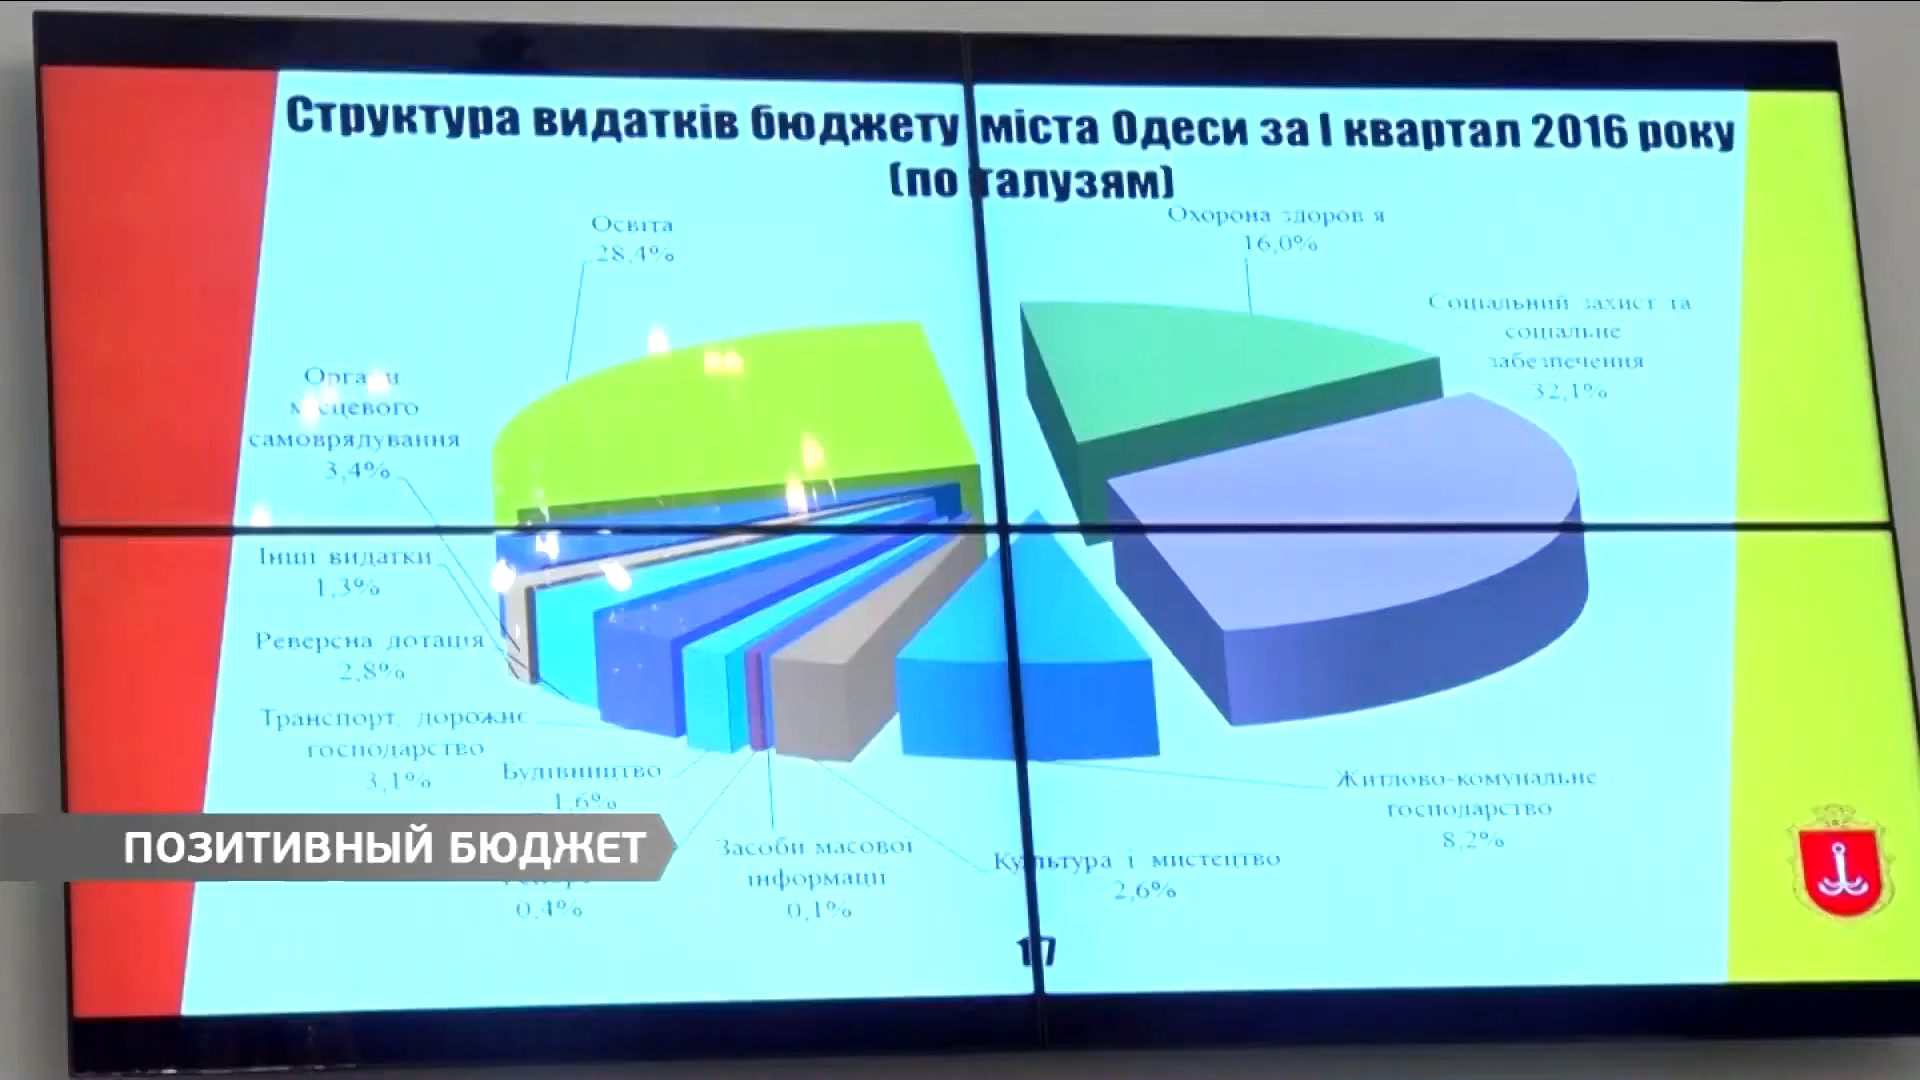 Структура видатків бюджету міста Одеси за І квартал 2016 року
(по галузям)
Освіта
28,4%
Охорона здоров я
16,0%
Соціальний захист та
соціальне
забезпечення
32,1%
Органи
місцевого
самоврядування
3,4%
Інші видатки
1,3%
Реверсна дотація
2,8%
Транспорт, дорожнє
господарство
3,1%
Будівництво
1,6%
ПОЗИТИВНЫЙ БЮДЖЕТ
0,4%
Засоби масової
інформації
0,1%
Культура і мистецтво
2,6%
Житлово-комунальне
господарство
8,2%
17